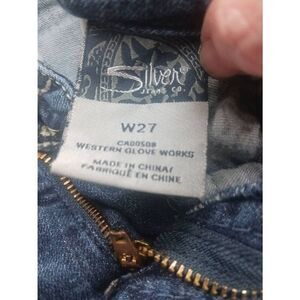 Silver
JEANS CO.
W27
CA00508
WESTERN GLOVE WORKS
MADE IN CHINA/
FABRIQUÉ EN CHINE